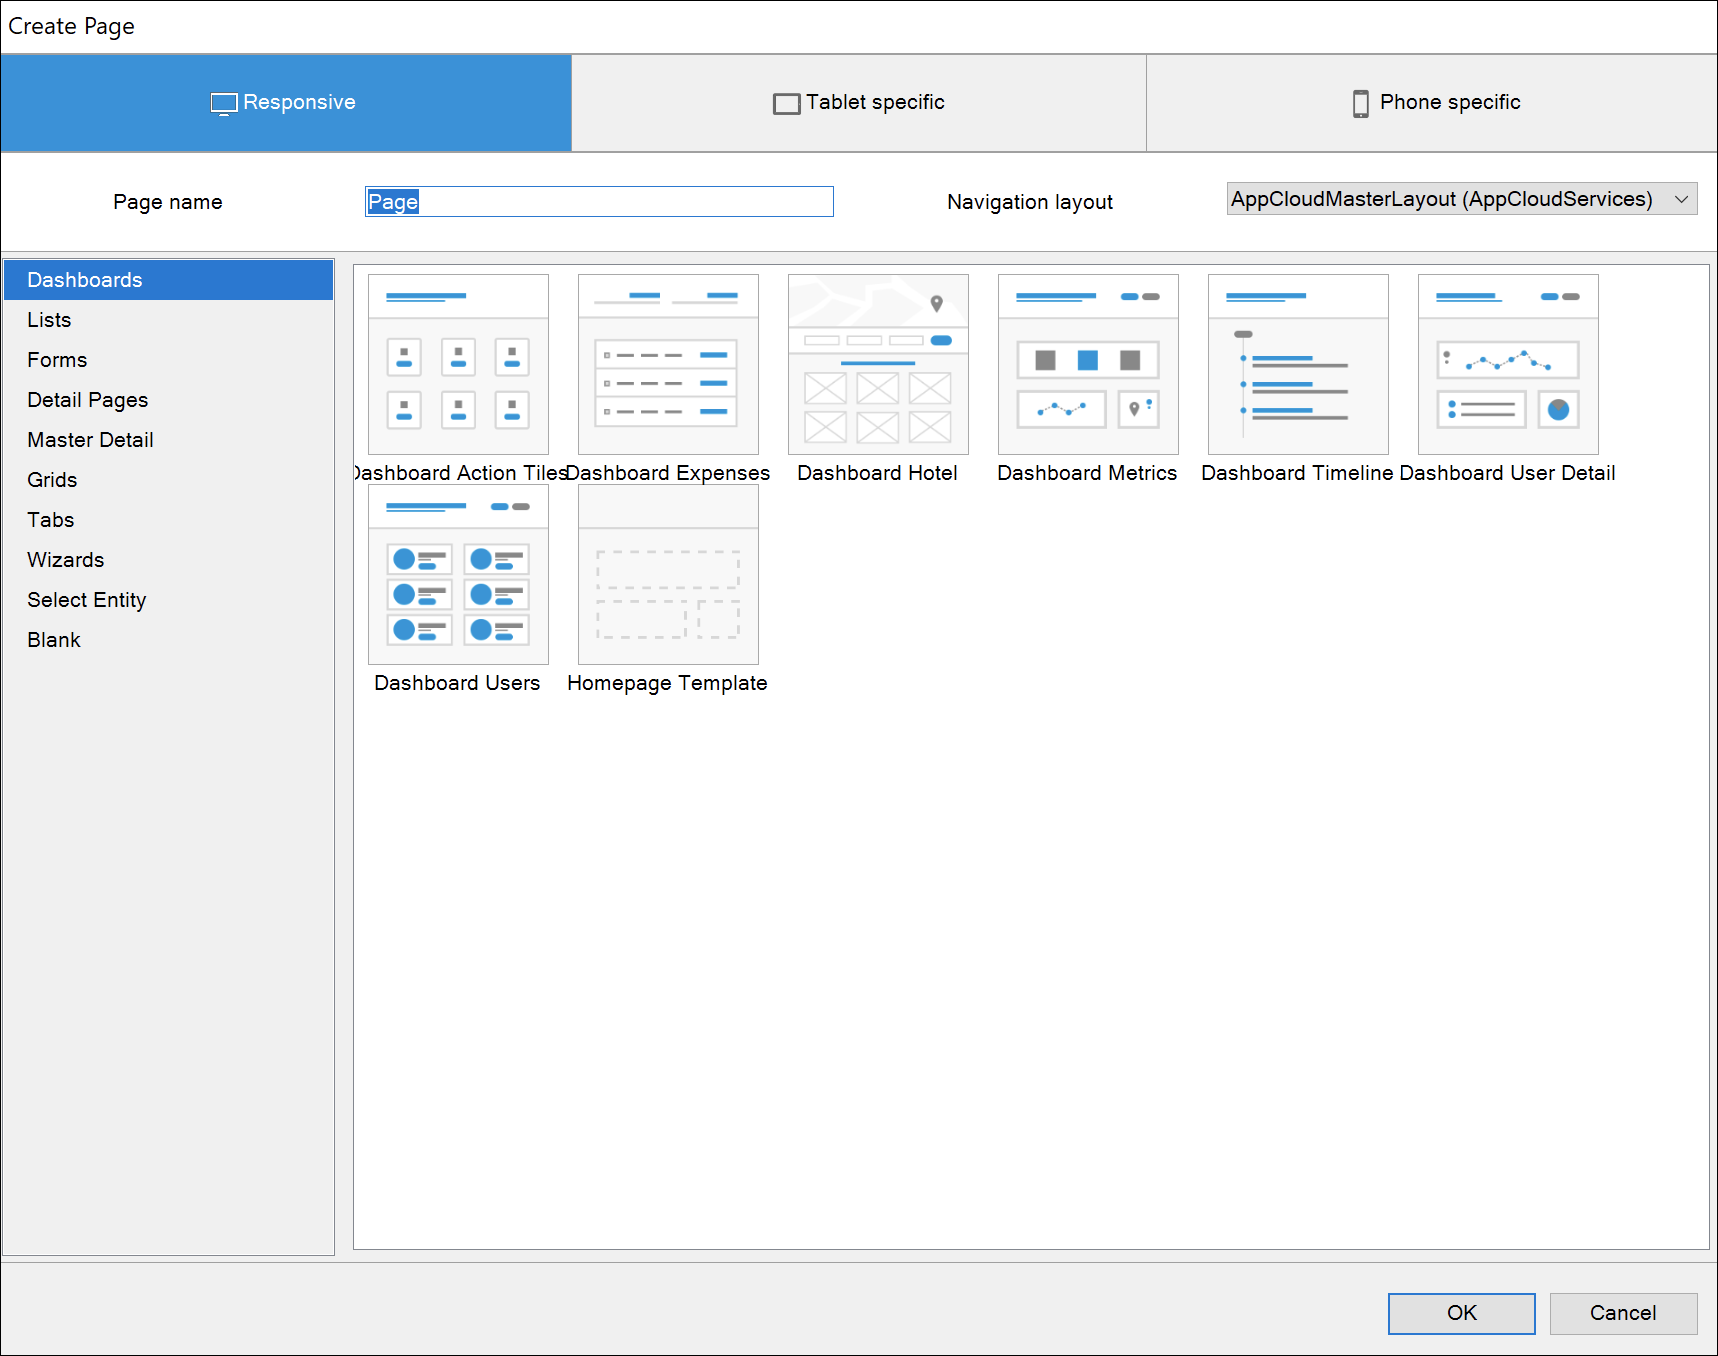 Create Page
Responsive
Tablet specific
Phone specific
Page name
Page
Navigation layout
AppCloudMasterLayout (AppCloudServices)
Dashboards
Lists
Forms
Detail Pages
Master Detail
Grids
Tabs
Wizards
Select Entity
Blank
Dashboard Action Tiles
Dashboard Expenses
Dashboard Hotel
Dashboard Metrics
Dashboard Timeline
Dashboard User Detail
Dashboard Users
Homepage Template
OK
Cancel